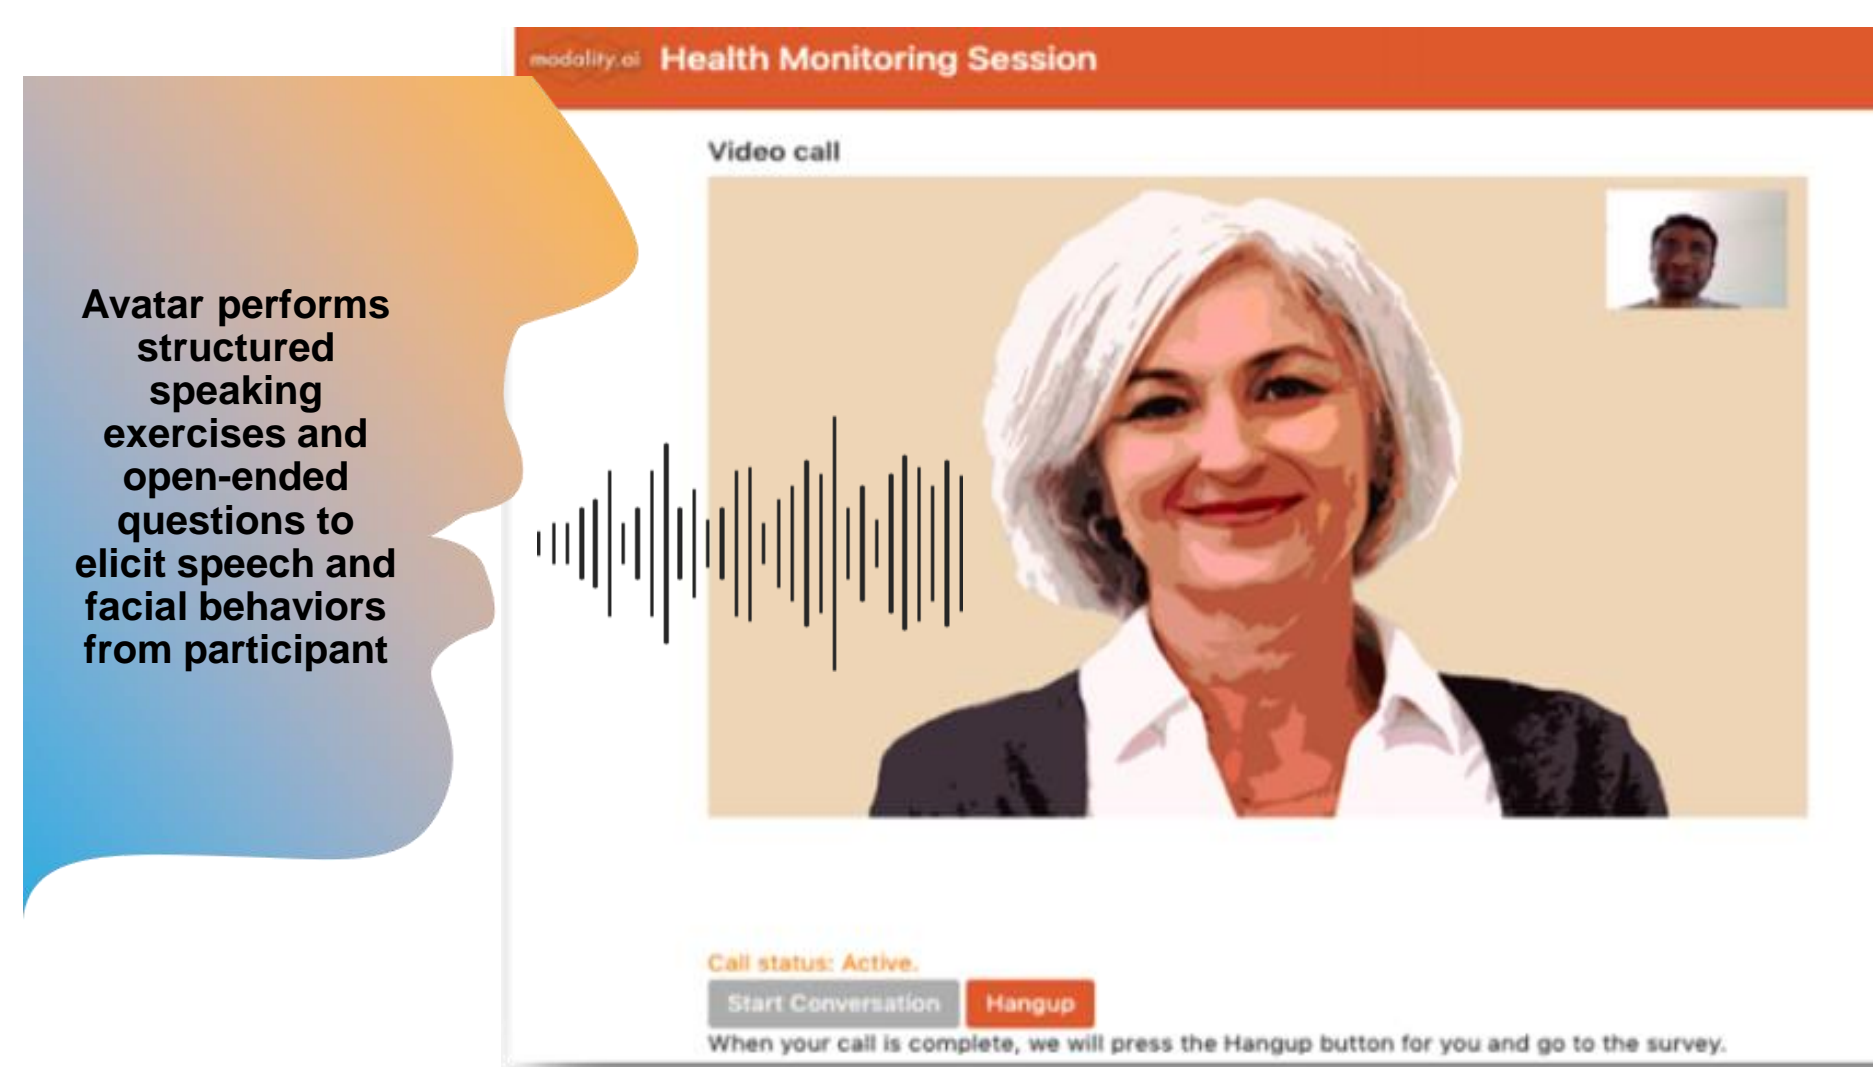 modality.ai Health Monitoring Session
Video call
Avatar performs
structured
speaking
exercises and
open-ended
questions to
elicit speech and
facial behaviors
from participant
Call status: Active.
Start Conversation Hangup
When your call is complete, we will press the Hangup button for you and go to the survey.